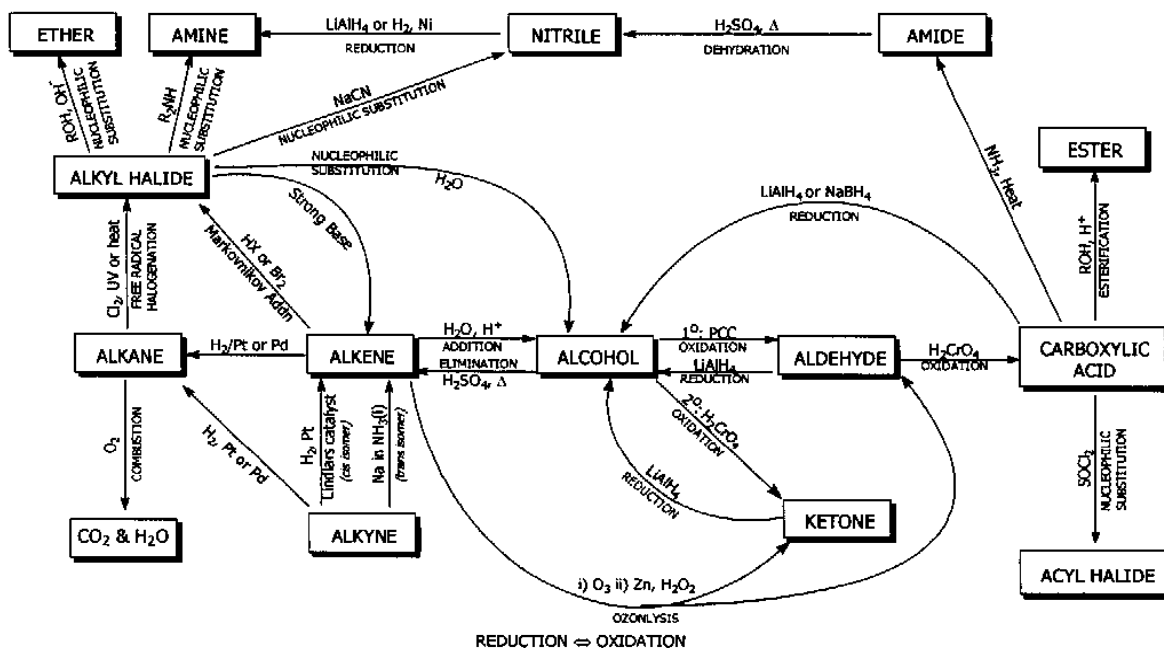 ETHER
AMINE
LiAlH4 or H2, Ni
REDUCTION
NITRILE
H2SO4, Δ
DEHYDRATION
AMIDE
ROH, OH-
NUCLEOPHILIC
SUBSTITUTION
R2NH
NUCLEOPHILIC
SUBSTITUTION
NaCN
NUCLEOPHILIC SUBSTITUTION
ALKYL HALIDE
NUCLEOPHILIC
SUBSTITUTION
H2O
Strong Base
LiAlH4 or NaBH4
REDUCTION
NH3, Heat
ESTER
ROH, H+
ESTERIFICATION
Cl2, UV or heat
FREE RADICAL
HALOGENATION
HX or Br2
Markovnikov Addn
ALKANE
H2/Pt or Pd
ALKENE
H2O, H+
ADDITION
ELIMINATION
H2SO4, Δ
ALCOHOL
1º: PCC
OXIDATION
LiAlH4
REDUCTION
ALDEHYDE
H2CrO4
OXIDATION
CARBOXYLIC
ACID
O2
COMBUSTION
H2, Pt or Pd
H2, Pt
Lindlars catalyst
(cis isomer)
Na in NH3(l)
(trans isomer)
2º: H2CrO4
OXIDATION
LiAlH4
REDUCTION
SOCl2
NUCLEOPHILIC
SUBSTITUTION
CO2 & H2O
ALKYNE
KETONE
ACYL HALIDE
i) O3 ii) Zn, H2O2
OZONLYSIS
REDUCTION ⇔ OXIDATION